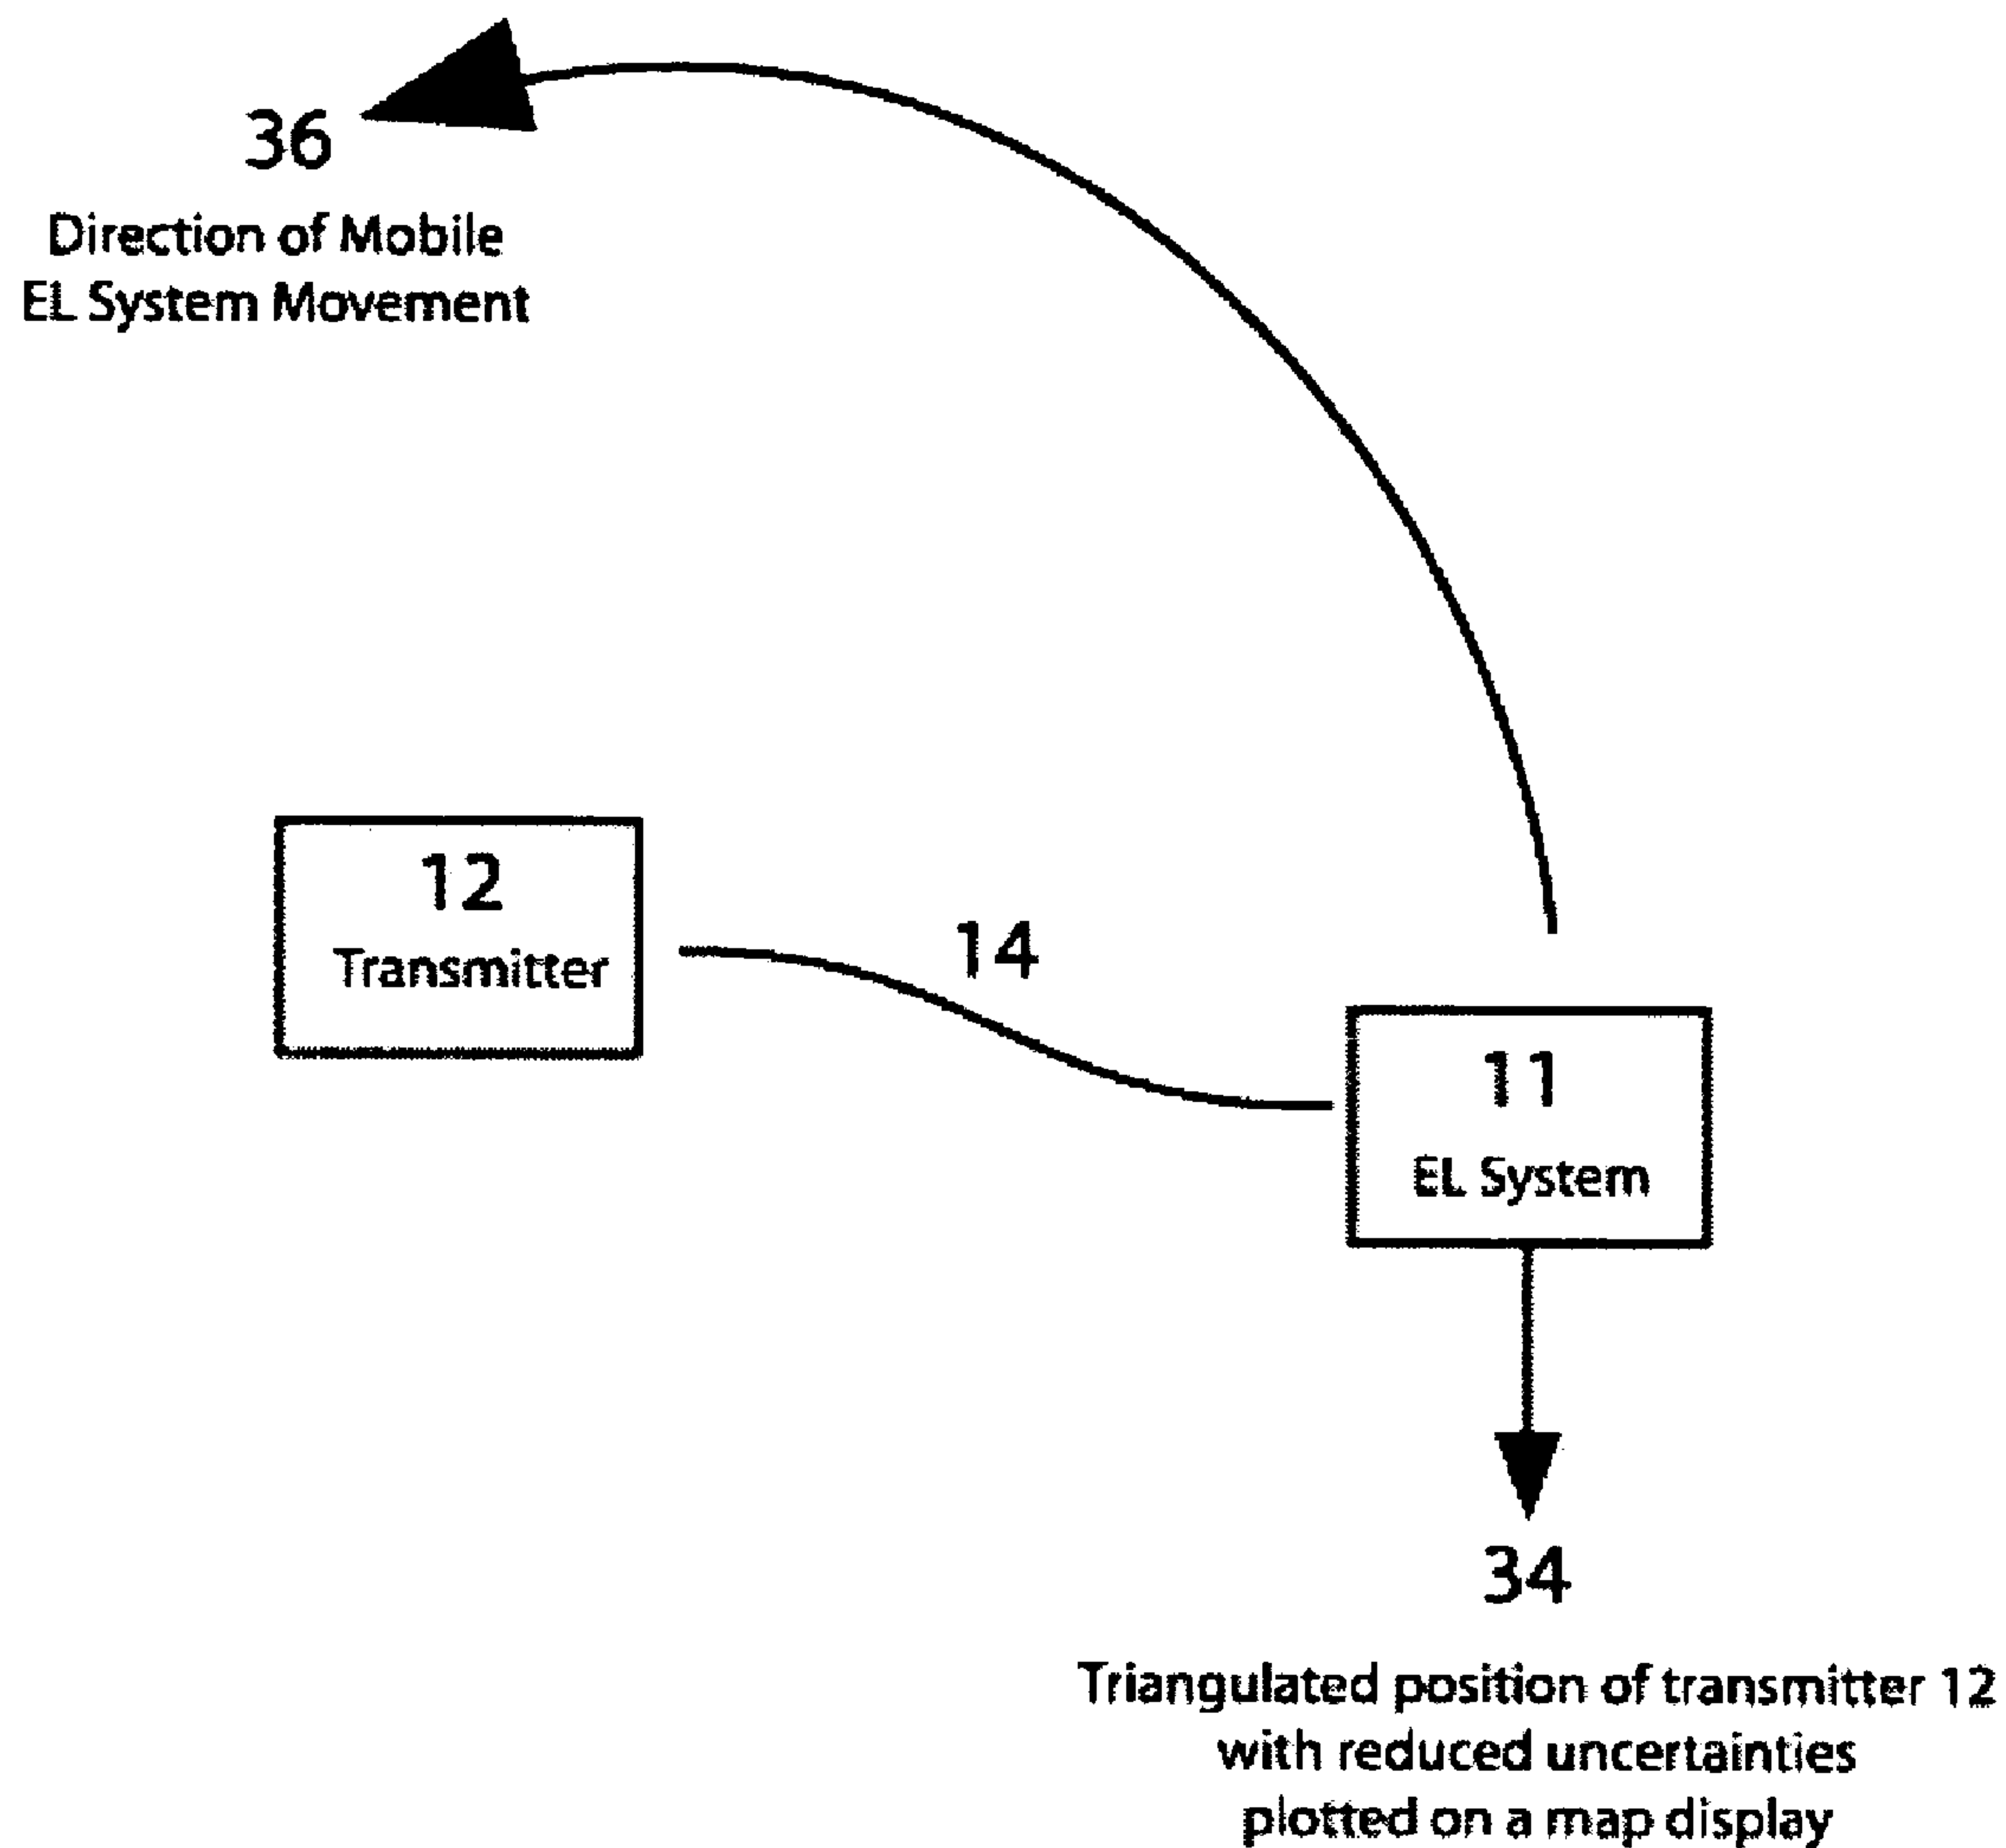 36
Direction of Mobile
EL System Movement
12
Transmitter
14
11
EL System
34
Triangulated position of transmitter 12
with reduced uncertainties
plotted on a map display